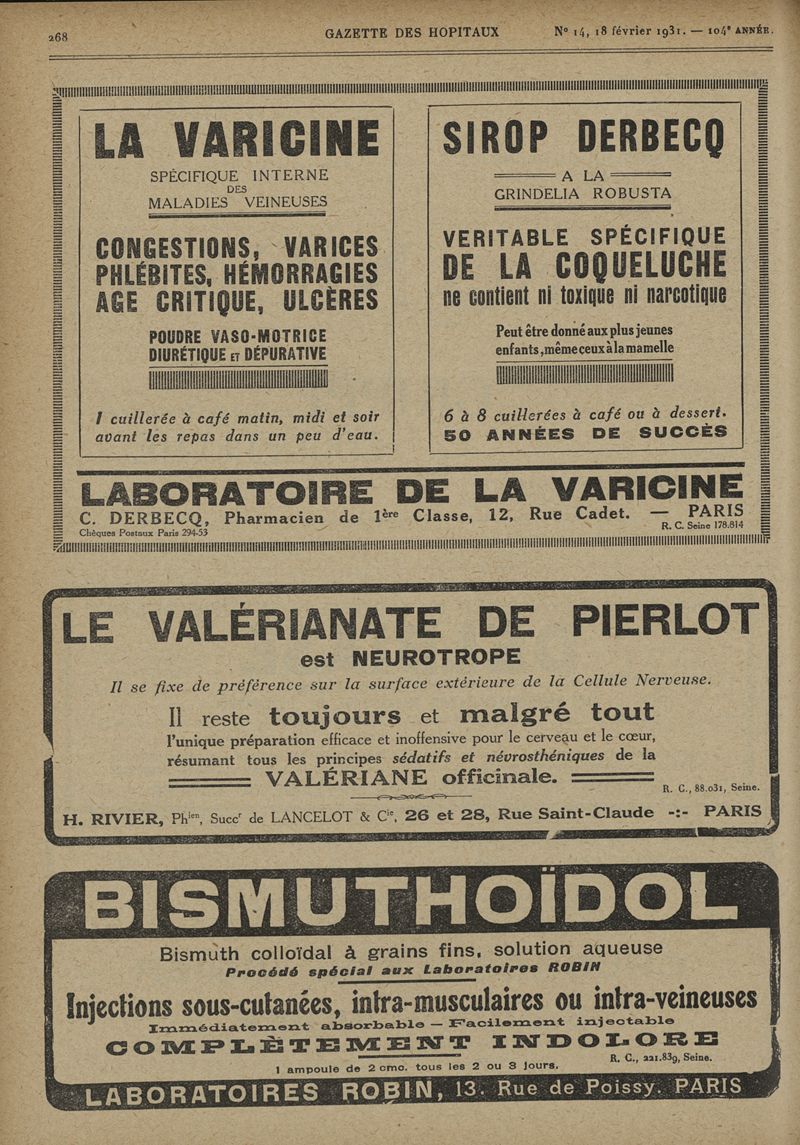 268
GAZETTE DES HOPITAUX
N° 14, 18 février 1931. — 104e ANNÉE.
LA VARICINE
SPÉCIFIQUE INTERNE
DES
MALADIES VEINEUSES
CONGESTIONS, VARICES
PHLÉBITES, HÉMORRAGIES
AGE CRITIQUE, ULCÈRES
POUDRE VASO-MOTRICE
DIURÉTIQUE ET DÉPURATIVE
1 cuillerée à café matin, midi et soir
avant les repas dans un peu d'eau.
SIROP DERBECQ
A LA
GRINDELIA ROBUSTA
VERITABLE SPÉCIFIQUE
DE LA COQUELUCHE
ne contient ni toxique ni narcotique
Peut être donné aux plus jeunes
enfants, même ceux à la mamelle
6 à 8 cuillerées à café ou à dessert.
50 ANNÉES DE SUCCÈS
LABORATOIRE DE LA VARICINE
C. DERBECQ, Pharmacien de 1ère Classe, 12, Rue Cadet. — PARIS
Chèques Postaux Paris 294-53
R. C. Seine 178.814
LE VALÉRIANATE DE PIERLOT
est NEUROTROPE
Il se fixe de préférence sur la surface extérieure de la Cellule Nerveuse.
Il reste toujours et malgré tout
l'unique préparation efficace et inoffensive pour le cerveau et le cœur,
résumant tous les principes sédatifs et névrosthéniques de la
VALÉRIANE officinale.
R. C., 88.031, Seine.
H. RIVIER, Phien, Succr de LANCELOT & Cie, 26 et 28, Rue Saint-Claude -:- PARIS
BISMUTHOÏDOL
Bismuth colloïdal à grains fins, solution aqueuse
Procédé spécial aux Laboratoires ROBIN
Injections sous-cutanées, intra-musculaires ou intra-veineuses
Immédiatement absorbable — Facilement injectable
COMPLÈTEMENT INDOLORE
R. C., 221.839, Seine.
1 ampoule de 2 cmc. tous les 2 ou 3 jours.
LABORATOIRES ROBIN, 13. Rue de Poissy. PARIS